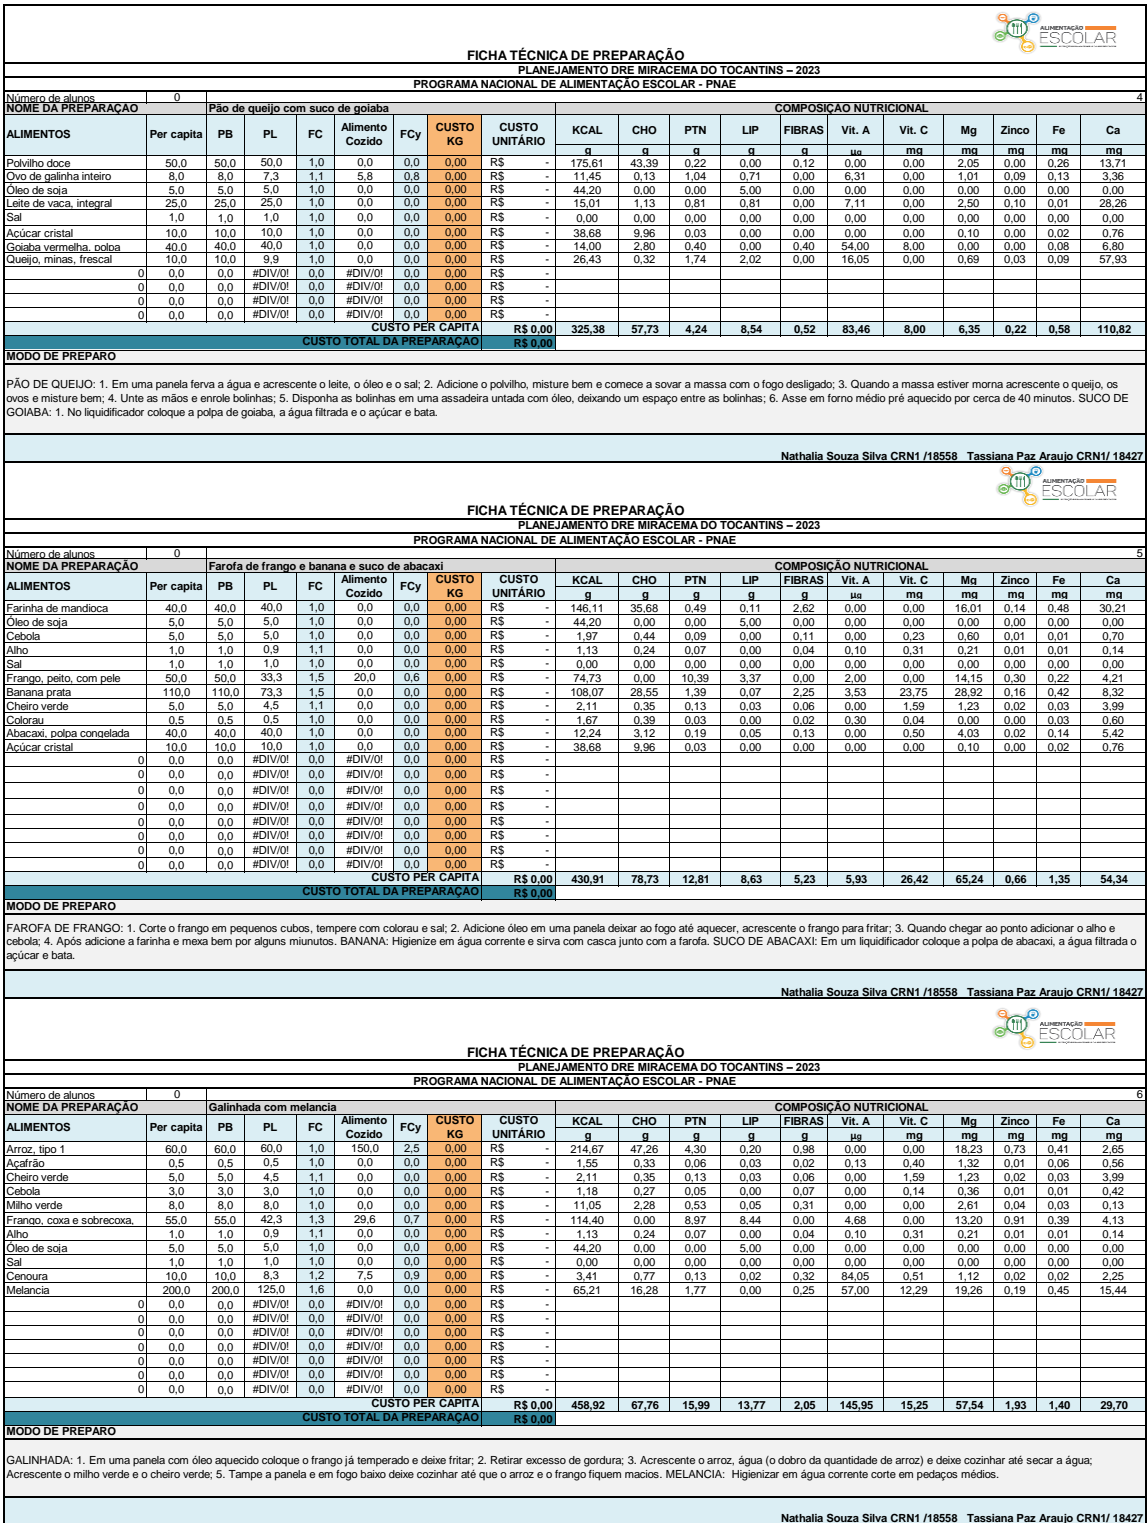 ALIMENTAÇÃO
ESCOLAR
FICHA TÉCNICA DE PREPARAÇÃO
PLANEJAMENTO DRE MIRACEMA DO TOCANTINS – 2023
PROGRAMA NACIONAL DE ALIMENTAÇÃO ESCOLAR - PNAE
Número de alunos 0 4
NOME DA PREPARAÇÃO Pão de queijo com suco de goiaba COMPOSIÇÃO NUTRICIONAL
ALIMENTOS Per capita PB PL FC Alimento Cozido FCy CUSTO KG CUSTO UNITÁRIO KCAL CHO PTN LIP FIBRAS Vit. A Vit. C Mg Zinco Fe Ca
g g g g g µg mg mg mg mg mg
Polvilho doce 50,0 50,0 50,0 1,0 0,0 0,0 0,00 R$ - 175,61 43,39 0,22 0,00 0,12 0,00 0,00 2,05 0,00 0,26 13,71
Ovo de galinha inteiro 8,0 8,0 7,3 1,1 5,8 0,8 0,00 R$ - 11,45 0,13 1,04 0,71 0,00 6,31 0,00 1,01 0,09 0,13 3,36
Óleo de soja 5,0 5,0 5,0 1,0 0,0 0,0 0,00 R$ - 44,20 0,00 0,00 5,00 0,00 0,00 0,00 0,00 0,00 0,00 0,00
Leite de vaca, integral 25,0 25,0 25,0 1,0 0,0 0,0 0,00 R$ - 15,01 1,13 0,81 0,81 0,00 7,11 0,00 2,50 0,10 0,01 28,26
Sal 1,0 1,0 1,0 1,0 0,0 0,0 0,00 R$ - 0,00 0,00 0,00 0,00 0,00 0,00 0,00 0,00 0,00 0,00 0,00
Açúcar cristal 10,0 10,0 10,0 1,0 0,0 0,0 0,00 R$ - 38,68 9,96 0,03 0,00 0,00 0,00 0,00 0,10 0,00 0,02 0,76
Goiaba vermelha, polpa 40,0 40,0 40,0 1,0 0,0 0,0 0,00 R$ - 14,00 2,80 0,40 0,00 0,40 54,00 8,00 0,00 0,00 0,08 6,80
Queijo, minas, frescal 10,0 10,0 9,9 1,0 0,0 0,0 0,00 R$ - 26,43 0,32 1,74 2,02 0,00 16,05 0,00 0,69 0,03 0,09 57,93
0 0,0 0,0 #DIV/0! 0,0 #DIV/0! 0,0 0,00 R$ -
0 0,0 0,0 #DIV/0! 0,0 #DIV/0! 0,0 0,00 R$ -
0 0,0 0,0 #DIV/0! 0,0 #DIV/0! 0,0 0,00 R$ -
0 0,0 0,0 #DIV/0! 0,0 #DIV/0! 0,0 0,00 R$ -
CUSTO PER CAPITA R$ 0,00 325,38 57,73 4,24 8,54 0,52 83,46 8,00 6,35 0,22 0,58 110,82
CUSTO TOTAL DA PREPARAÇÃO R$ 0,00
MODO DE PREPARO
PÃO DE QUEIJO: 1. Em uma panela ferva a água e acrescente o leite, o óleo e o sal; 2. Adicione o polvilho, misture bem e comece a sovar a massa com o fogo desligado; 3. Quando a massa estiver morna acrescente o queijo, os
ovos e misture bem; 4. Unte as mãos e enrole bolinhas; 5. Disponha as bolinhas em uma assadeira untada com óleo, deixando um espaço entre as bolinhas; 6. Asse em forno médio pré aquecido por cerca de 40 minutos. SUCO DE
GOIABA: 1. No liquidificador coloque a polpa de goiaba, a água filtrada e o açúcar e bata.
Nathalia Souza Silva CRN1 /18558 Tassiana Paz Araujo CRN1/ 18427
ALIMENTAÇÃO
ESCOLAR
FICHA TÉCNICA DE PREPARAÇÃO
PLANEJAMENTO DRE MIRACEMA DO TOCANTINS – 2023
PROGRAMA NACIONAL DE ALIMENTAÇÃO ESCOLAR - PNAE
Número de alunos 0 5
NOME DA PREPARAÇÃO Farofa de frango e banana e suco de abacaxi COMPOSIÇÃO NUTRICIONAL
ALIMENTOS Per capita PB PL FC Alimento Cozido FCy CUSTO KG CUSTO UNITÁRIO KCAL CHO PTN LIP FIBRAS Vit. A Vit. C Mg Zinco Fe Ca
g g g g g µg mg mg mg mg mg
Farinha de mandioca 40,0 40,0 40,0 1,0 0,0 0,0 0,00 R$ - 146,11 35,68 0,49 0,11 2,62 0,00 0,00 16,01 0,14 0,48 30,21
Óleo de soja 5,0 5,0 5,0 1,0 0,0 0,0 0,00 R$ - 44,20 0,00 0,00 5,00 0,00 0,00 0,00 0,00 0,00 0,00 0,00
Cebola 5,0 5,0 5,0 1,0 0,0 0,0 0,00 R$ - 1,97 0,44 0,09 0,00 0,11 0,00 0,23 0,60 0,01 0,01 0,70
Alho 1,0 1,0 0,9 1,1 0,0 0,0 0,00 R$ - 1,13 0,24 0,07 0,00 0,04 0,10 0,31 0,21 0,01 0,01 0,14
Sal 1,0 1,0 1,0 1,0 0,0 0,0 0,00 R$ - 0,00 0,00 0,00 0,00 0,00 0,00 0,00 0,00 0,00 0,00 0,00
Frango, peito, com pele 50,0 50,0 33,3 1,5 20,0 0,6 0,00 R$ - 74,73 0,00 10,39 3,37 0,00 2,00 0,00 14,15 0,30 0,22 4,21
Banana prata 110,0 110,0 73,3 1,5 0,0 0,0 0,00 R$ - 108,07 28,55 1,39 0,07 2,25 3,53 23,75 28,92 0,16 0,42 8,32
Cheiro verde 5,0 5,0 4,5 1,1 0,0 0,0 0,00 R$ - 2,11 0,35 0,13 0,03 0,06 0,00 1,59 1,23 0,02 0,03 3,99
Colorau 0,5 0,5 0,5 1,0 0,0 0,0 0,00 R$ - 1,67 0,39 0,03 0,00 0,02 0,30 0,04 0,00 0,00 0,03 0,60
Abacaxi, polpa congelada 40,0 40,0 40,0 1,0 0,0 0,0 0,00 R$ - 12,24 3,12 0,19 0,05 0,13 0,00 0,50 4,03 0,02 0,14 5,42
Açúcar cristal 10,0 10,0 10,0 1,0 0,0 0,0 0,00 R$ - 38,68 9,96 0,03 0,00 0,00 0,00 0,00 0,10 0,00 0,02 0,76
0 0,0 0,0 #DIV/0! 0,0 #DIV/0! 0,0 0,00 R$ -
0 0,0 0,0 #DIV/0! 0,0 #DIV/0! 0,0 0,00 R$ -
0 0,0 0,0 #DIV/0! 0,0 #DIV/0! 0,0 0,00 R$ -
0 0,0 0,0 #DIV/0! 0,0 #DIV/0! 0,0 0,00 R$ -
0 0,0 0,0 #DIV/0! 0,0 #DIV/0! 0,0 0,00 R$ -
0 0,0 0,0 #DIV/0! 0,0 #DIV/0! 0,0 0,00 R$ -
0 0,0 0,0 #DIV/0! 0,0 #DIV/0! 0,0 0,00 R$ -
0 0,0 0,0 #DIV/0! 0,0 #DIV/0! 0,0 0,00 R$ -
CUSTO PER CAPITA R$ 0,00 430,91 78,73 12,81 8,63 5,23 5,93 26,42 65,24 0,66 1,35 54,34
CUSTO TOTAL DA PREPARAÇÃO R$ 0,00
MODO DE PREPARO
FAROFA DE FRANGO: 1. Corte o frango em pequenos cubos, tempere com colorau e sal; 2. Adicione óleo em uma panela deixar ao fogo até aquecer, acrescente o frango para fritar; 3. Quando chegar ao ponto adicionar o alho e
cebola; 4. Após adicione a farinha e mexa bem por alguns miunutos. BANANA: Higienize em água corrente e sirva com casca junto com a farofa. SUCO DE ABACAXI: Em um liquidificador coloque a polpa de abacaxi, a água filtrada o
açúcar e bata.
Nathalia Souza Silva CRN1 /18558 Tassiana Paz Araujo CRN1/ 18427
ALIMENTAÇÃO
ESCOLAR
FICHA TÉCNICA DE PREPARAÇÃO
PLANEJAMENTO DRE MIRACEMA DO TOCANTINS – 2023
PROGRAMA NACIONAL DE ALIMENTAÇÃO ESCOLAR - PNAE
Número de alunos 0 6
NOME DA PREPARAÇÃO Galinhada com melancia COMPOSIÇÃO NUTRICIONAL
ALIMENTOS Per capita PB PL FC Alimento Cozido FCy CUSTO KG CUSTO UNITÁRIO KCAL CHO PTN LIP FIBRAS Vit. A Vit. C Mg Zinco Fe Ca
g g g g g µg mg mg mg mg mg
Arroz, tipo 1 60,0 60,0 60,0 1,0 150,0 2,5 0,00 R$ - 214,67 47,26 4,30 0,20 0,98 0,00 0,00 18,23 0,73 0,41 2,65
Açafrão 0,5 0,5 0,5 1,0 0,0 0,0 0,00 R$ - 1,55 0,33 0,06 0,03 0,02 0,13 0,40 1,32 0,01 0,06 0,56
Cheiro verde 5,0 5,0 4,5 1,1 0,0 0,0 0,00 R$ - 2,11 0,35 0,13 0,03 0,06 0,00 1,59 1,23 0,02 0,03 3,99
Cebola 3,0 3,0 3,0 1,0 0,0 0,0 0,00 R$ - 1,18 0,27 0,05 0,00 0,07 0,00 0,14 0,36 0,01 0,01 0,42
Milho verde 8,0 8,0 8,0 1,0 0,0 0,0 0,00 R$ - 11,05 2,28 0,53 0,05 0,31 0,00 0,00 2,61 0,04 0,03 0,13
Frango, coxa e sobrecoxa, 55,0 55,0 42,3 1,3 29,6 0,7 0,00 R$ - 114,40 0,00 8,97 8,44 0,00 4,68 0,00 13,20 0,91 0,39 4,13
Alho 1,0 1,0 0,9 1,1 0,0 0,0 0,00 R$ - 1,13 0,24 0,07 0,00 0,04 0,10 0,31 0,21 0,01 0,01 0,14
Óleo de soja 5,0 5,0 5,0 1,0 0,0 0,0 0,00 R$ - 44,20 0,00 0,00 5,00 0,00 0,00 0,00 0,00 0,00 0,00 0,00
Sal 1,0 1,0 1,0 1,0 0,0 0,0 0,00 R$ - 0,00 0,00 0,00 0,00 0,00 0,00 0,00 0,00 0,00 0,00 0,00
Cenoura 10,0 10,0 8,3 1,2 7,5 0,9 0,00 R$ - 3,41 0,77 0,13 0,02 0,32 84,05 0,51 1,12 0,02 0,02 2,25
Melancia 200,0 200,0 125,0 1,6 0,0 0,0 0,00 R$ - 65,21 16,28 1,77 0,00 0,25 57,00 12,29 19,26 0,19 0,45 15,44
0 0,0 0,0 #DIV/0! 0,0 #DIV/0! 0,0 0,00 R$ -
0 0,0 0,0 #DIV/0! 0,0 #DIV/0! 0,0 0,00 R$ -
0 0,0 0,0 #DIV/0! 0,0 #DIV/0! 0,0 0,00 R$ -
0 0,0 0,0 #DIV/0! 0,0 #DIV/0! 0,0 0,00 R$ -
0 0,0 0,0 #DIV/0! 0,0 #DIV/0! 0,0 0,00 R$ -
0 0,0 0,0 #DIV/0! 0,0 #DIV/0! 0,0 0,00 R$ -
0 0,0 0,0 #DIV/0! 0,0 #DIV/0! 0,0 0,00 R$ -
CUSTO PER CAPITA R$ 0,00 458,92 67,76 15,99 13,77 2,05 145,95 15,25 57,54 1,93 1,40 29,70
CUSTO TOTAL DA PREPARAÇÃO R$ 0,00
MODO DE PREPARO
GALINHADA: 1. Em uma panela com óleo aquecido coloque o frango já temperado e deixe fritar; 2. Retirar excesso de gordura; 3. Acrescente o arroz, água (o dobro da quantidade de arroz) e deixe cozinhar até secar a água;
Acrescente o milho verde e o cheiro verde; 5. Tampe a panela e em fogo baixo deixe cozinhar até que o arroz e o frango fiquem macios. MELANCIA: Higienizar em água corrente corte em pedaços médios.
Nathalia Souza Silva CRN1 /18558 Tassiana Paz Araujo CRN1/ 18427